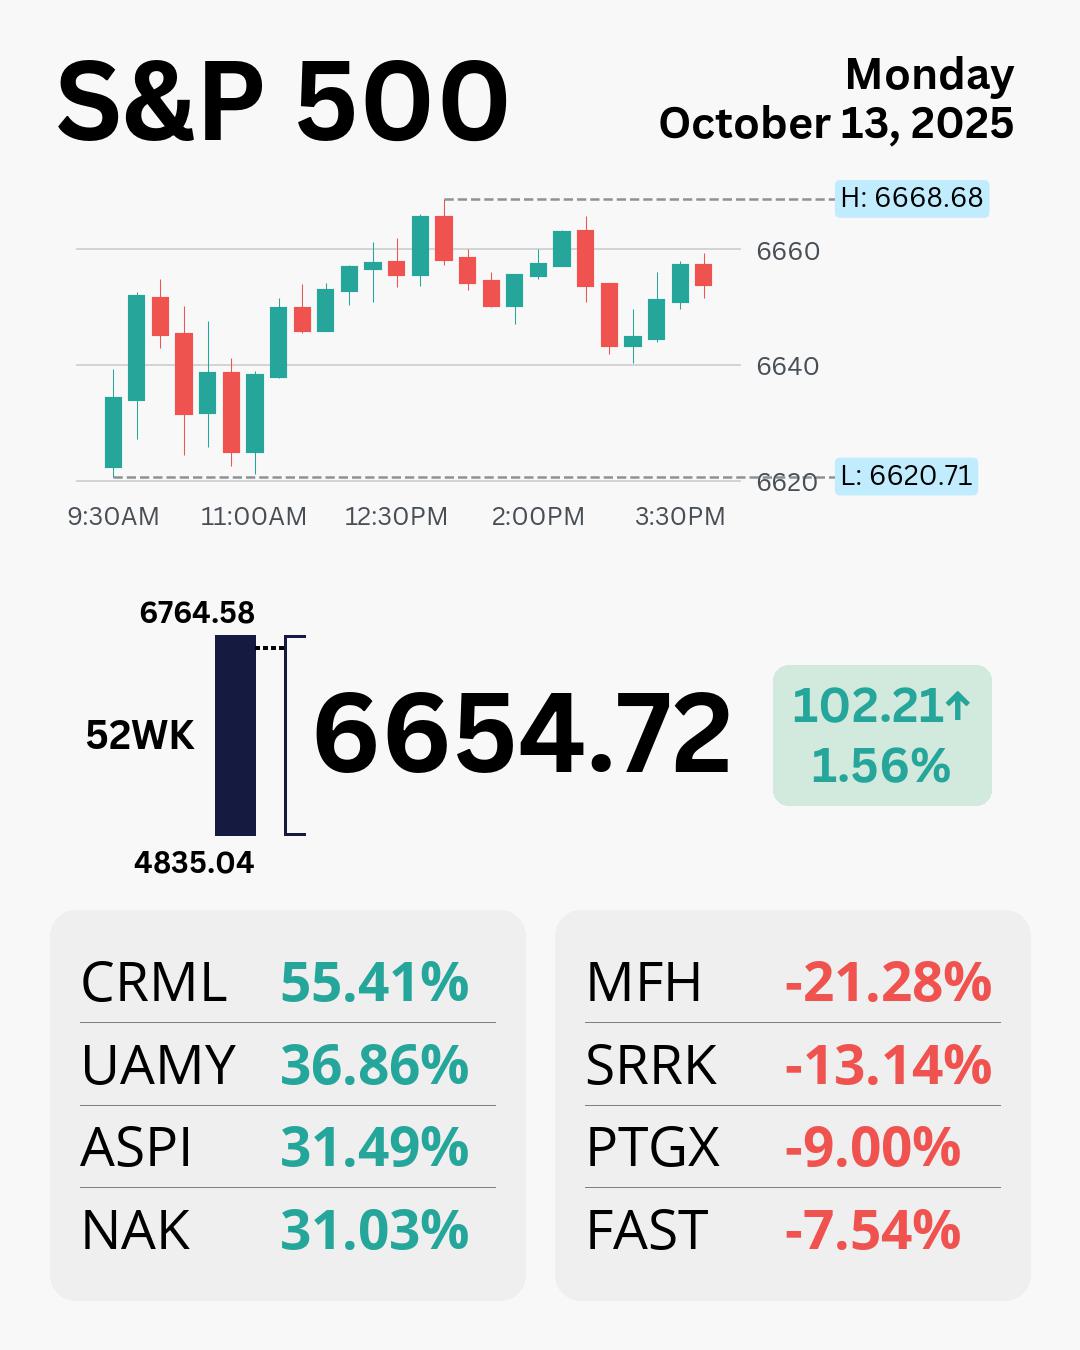 S&P 500
Monday
October 13, 2025
H: 6668.68
6660
6640
6620
L: 6620.71
9:30AM 11:00AM 12:30PM 2:00PM 3:30PM
6764.58
52WK
4835.04
6654.72
102.21↑
1.56%
CRML 55.41%
UAMY 36.86%
ASPI 31.49%
NAK 31.03%
MFH -21.28%
SRRK -13.14%
PTGX -9.00%
FAST -7.54%